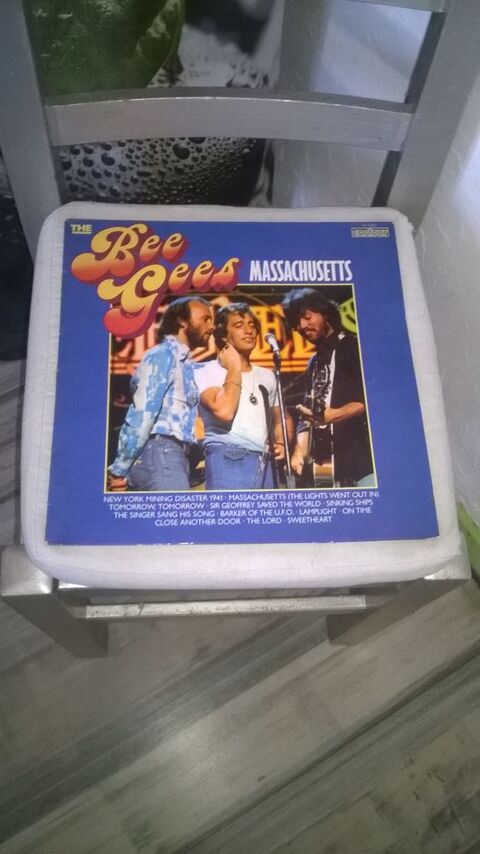 THE
Bee
Gees MASSACHUSETTS
contour
NEW YORK MINING DISASTER 1941 · MASSACHUSETTS (THE LIGHTS WENT OUT IN)
TOMORROW, TOMORROW · SIR GEOFFREY SAVED THE WORLD · SINKING SHIPS
THE SINGER SANG HIS SONG · BARKER OF THE U.F.O. · LAMPLIGHT · ON TIME
CLOSE ANOTHER DOOR · THE LORD · SWEETHEART